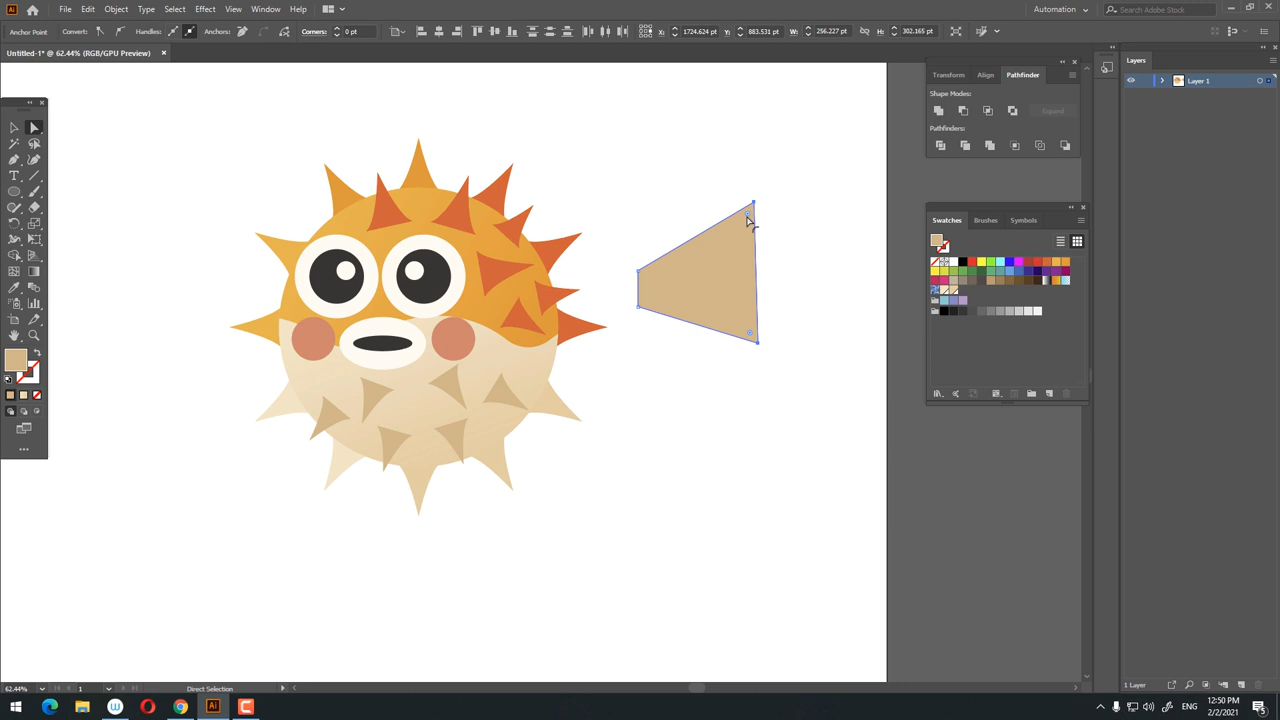 Ai File Edit Object Type Select Effect View Window Help Automation Search Adobe Stock
Anchor Point Convert: Handles: Anchors: Corners: 0 pt X: 1724.624 pt Y: 883.531 pt W: 256.227 pt H: 302.165 pt
Untitled-1* @ 62.44% (RGB/GPU Preview)
Layers
Layer 1
Transform Align Pathfinder
Shape Modes:
Expand
Pathfinders:
Swatches Brushes Symbols
62.44% 1 Direct Selection
1 Layer
Ai ENG 12:50 PM
2/2/2021